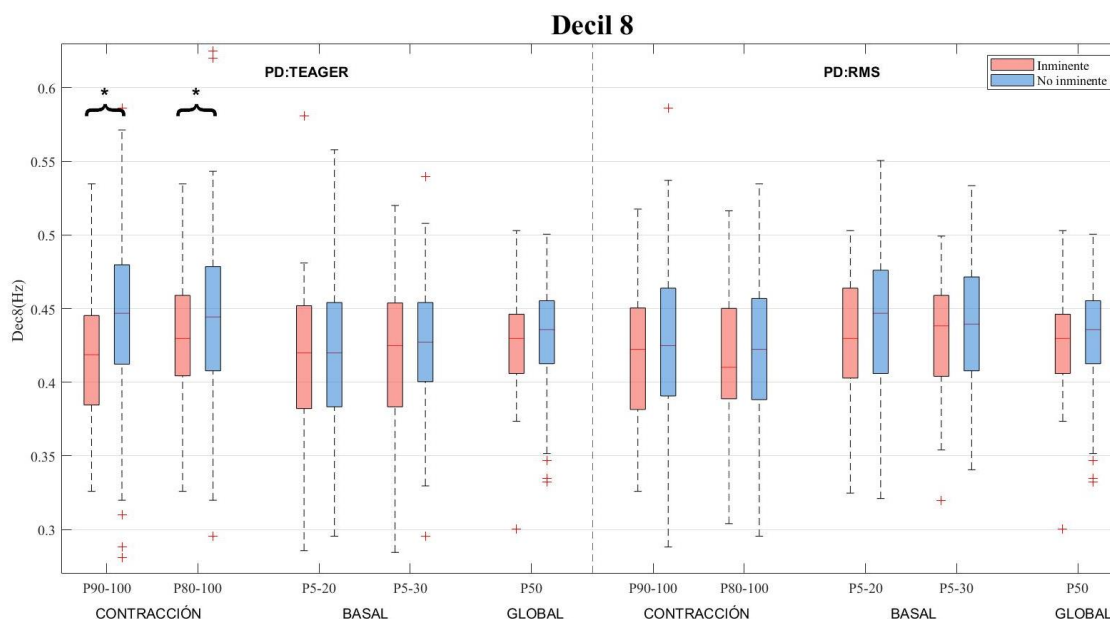 Decil 8
PD:TEAGER
PD:RMS
Inminente
No inminente
*
*
Dec8(Hz)
0.6
0.55
0.5
0.45
0.4
0.35
0.3
P90-100 P80-100 P5-20 P5-30 P50 P90-100 P80-100 P5-20 P5-30 P50
CONTRACCIÓN BASAL GLOBAL CONTRACCIÓN BASAL GLOBAL